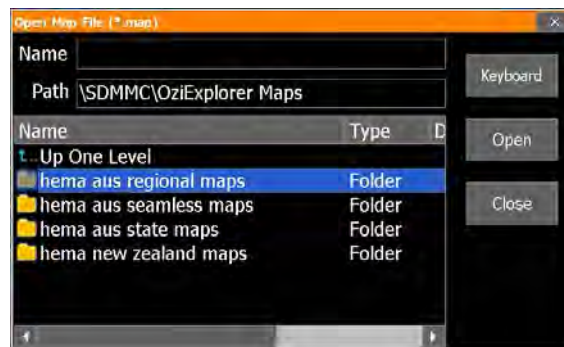 Open Map File (*.map)
Name
Keyboard
Path \SDMMC\OziExplorer Maps
Name Type D
Open
t..Up One Level
hema aus regional maps Folder
hema aus seamless maps Folder
Close
hema aus state maps Folder
hema new zealand maps Folder